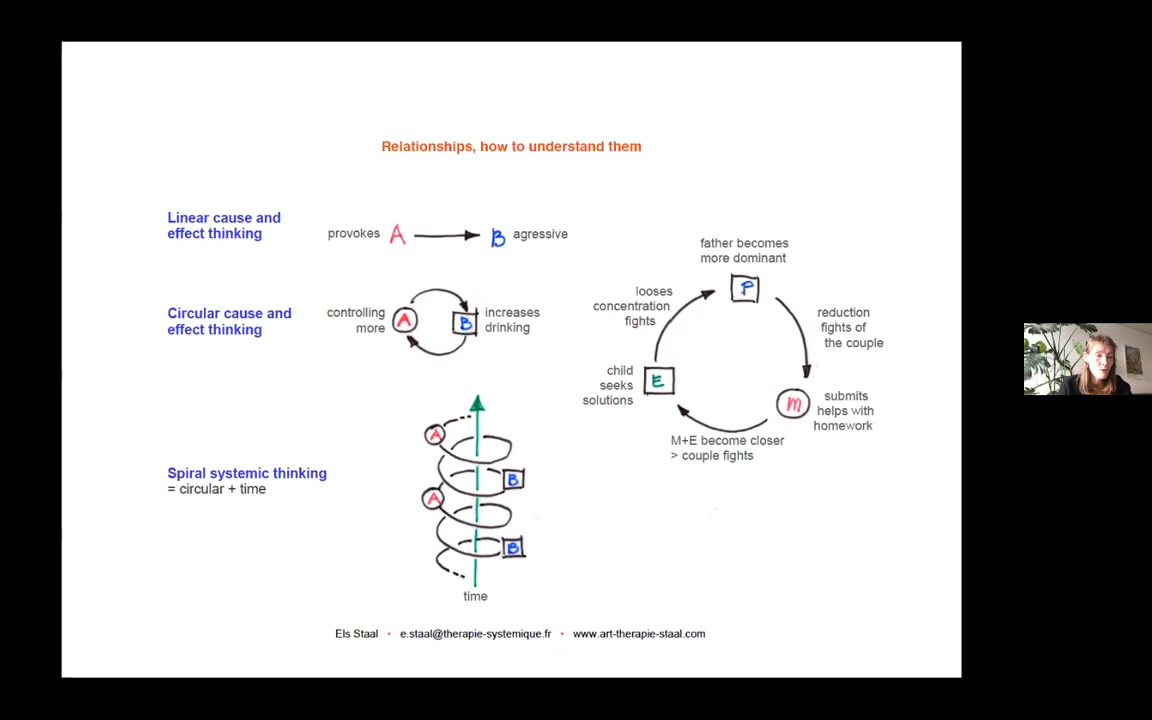 Relationships, how to understand them
Linear cause and
effect thinking
provokes A B agressive
Circular cause and
effect thinking
controlling
more
A
B
increases
drinking
Spiral systemic thinking
= circular + time
A
B
A
B
time
father becomes
more dominant
P
reduction
fights of
the couple
m
submits
helps with
homework
M+E become closer
> couple fights
E
child
seeks
solutions
looses
concentration
fights
Els Staal • e.staal@therapie-systemique.fr • www.art-therapie-staal.com